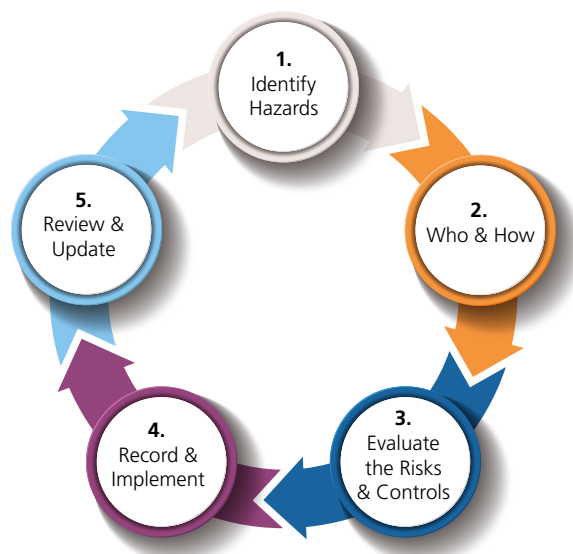 1.
Identify
Hazards
2.
Who & How
3.
Evaluate
the Risks
& Controls
4.
Record &
Implement
5.
Review &
Update